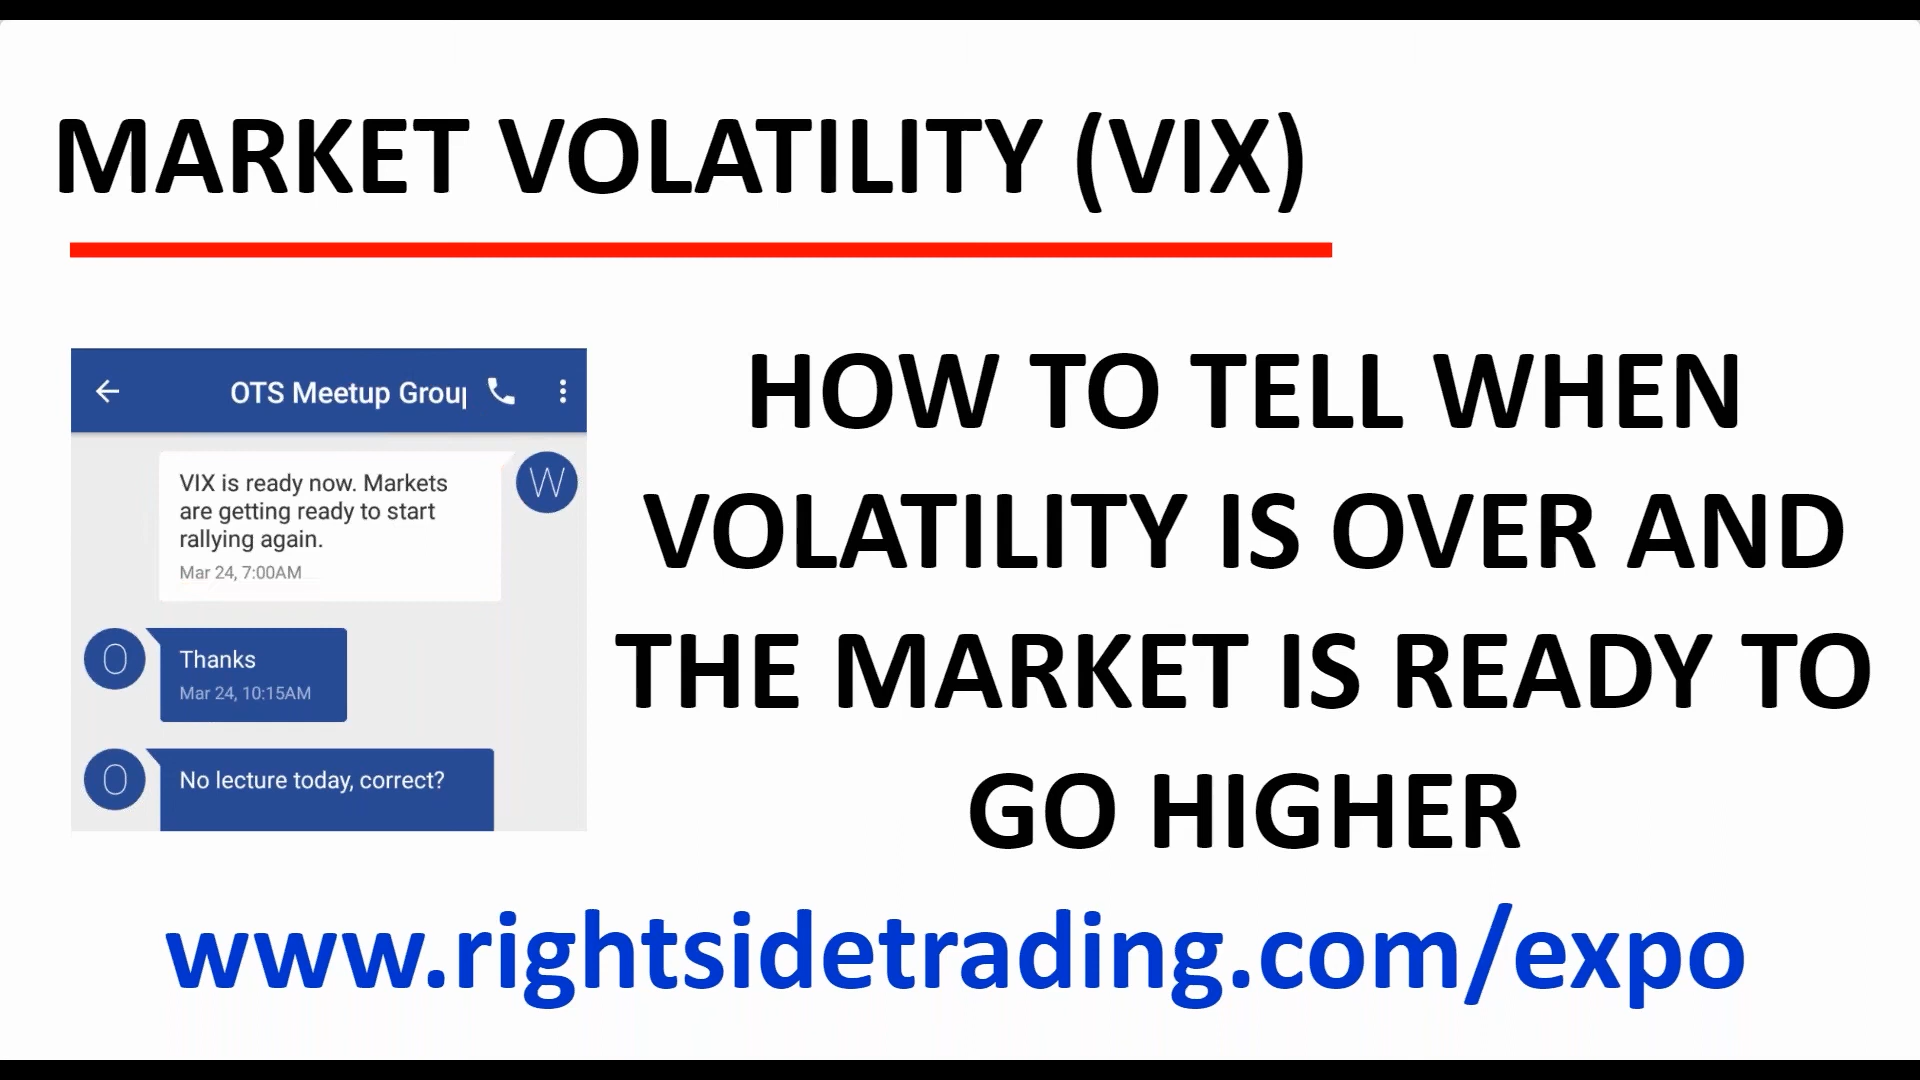 MARKET VOLATILITY (VIX)
OTS Meetup Grou
VIX is ready now. Markets
are getting ready to start
rallying again.
Mar 24, 7:00AM
W
O
Thanks
Mar 24, 10:15AM
O
No lecture today, correct?
HOW TO TELL WHEN
VOLATILITY IS OVER AND
THE MARKET IS READY TO
GO HIGHER
www.rightsidetrading.com/expo